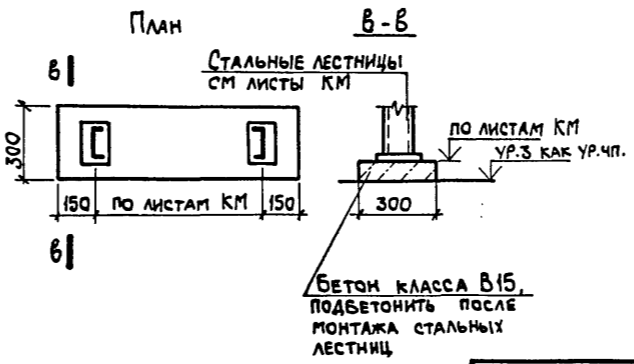 План
в-в
Стальные лестницы
см листы КМ
в
300
150
по листам КМ
150
в
по листам КМ
ур.з как ур.чп.
300
Бетон класса В15,
подбетонить после
монтажа стальных
лестниц